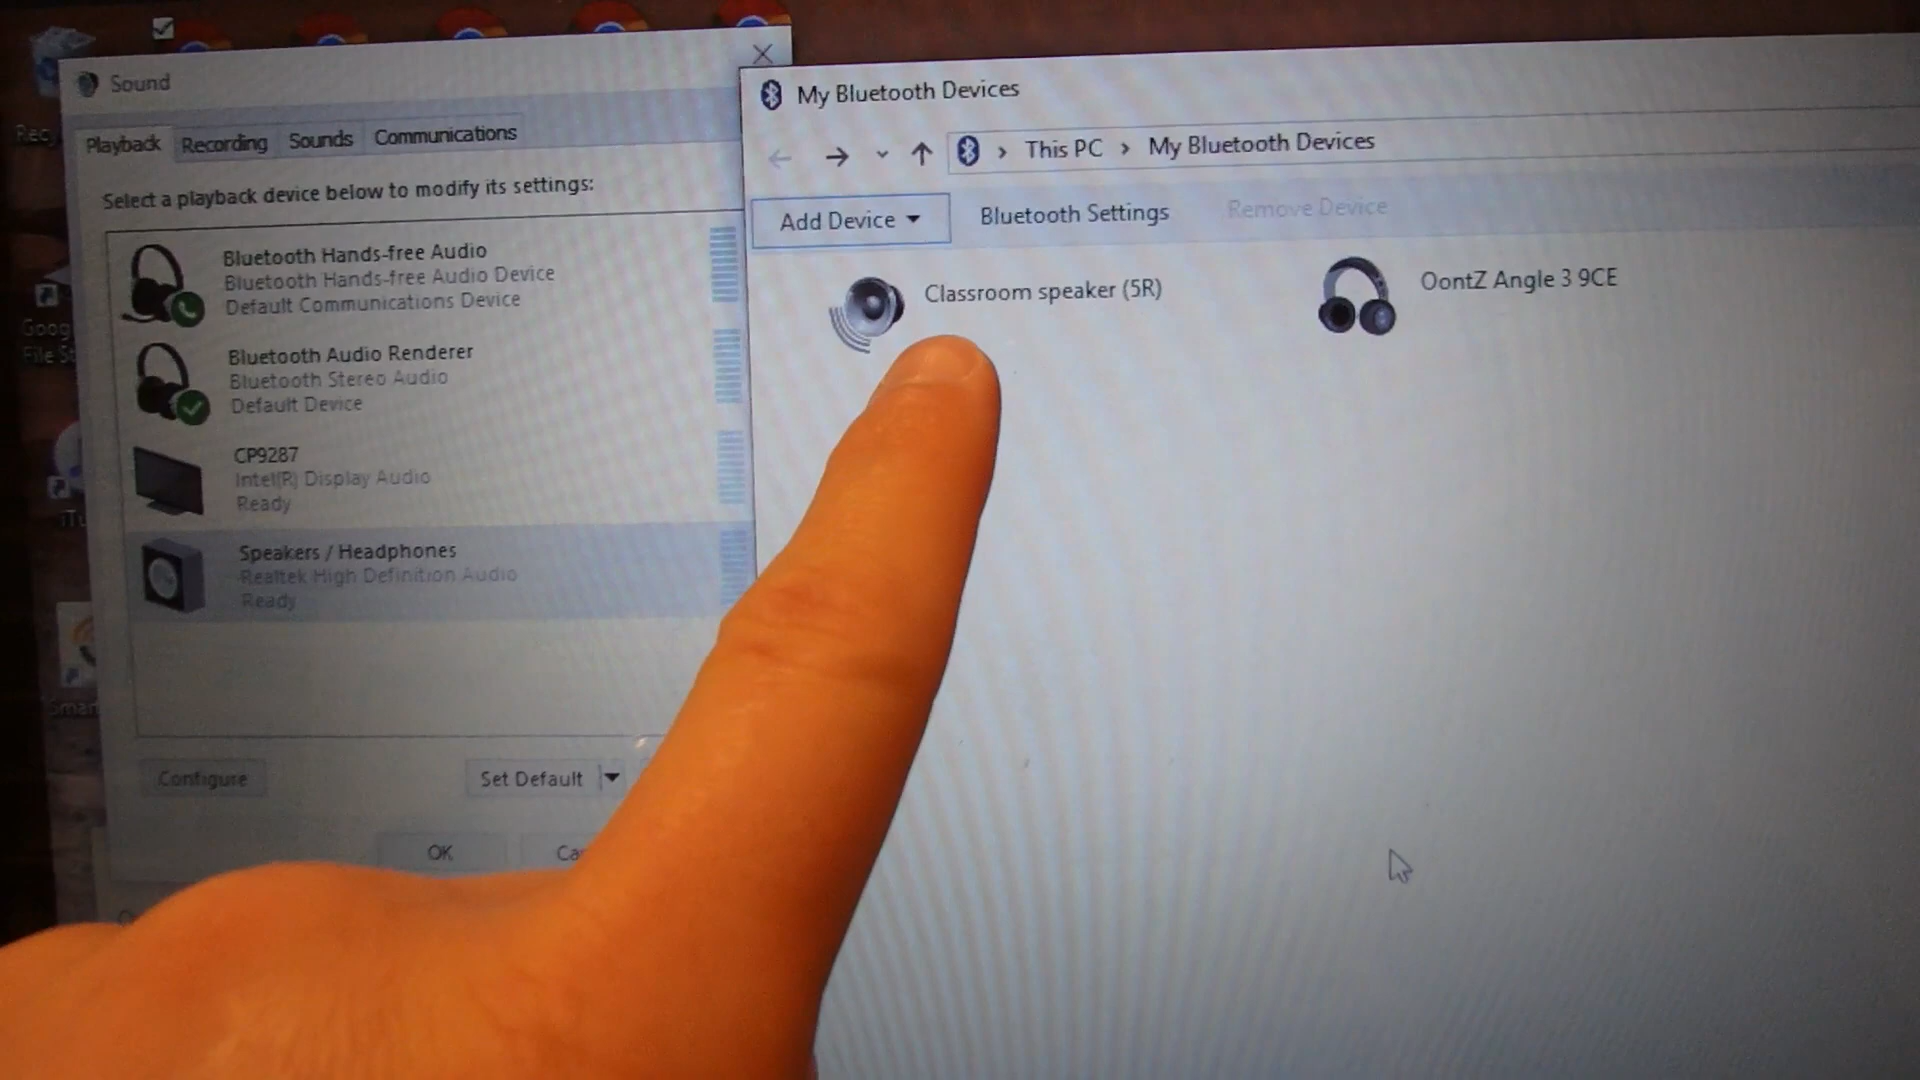 Sound
Playback
Recording
Sounds
Communications
Select a playback device below to modify its settings:
Bluetooth Hands-free Audio
Bluetooth Hands-free Audio Device
Default Communications Device
Bluetooth Audio Renderer
Bluetooth Stereo Audio
Default Device
CP9287
Intel(R) Display Audio
Ready
Speakers / Headphones
Realtek High Definition Audio
Ready
Configure
Set Default
OK
My Bluetooth Devices
This PC > My Bluetooth Devices
Add Device
Bluetooth Settings
Remove Device
Classroom speaker (5R)
OontZ Angle 3 9CE